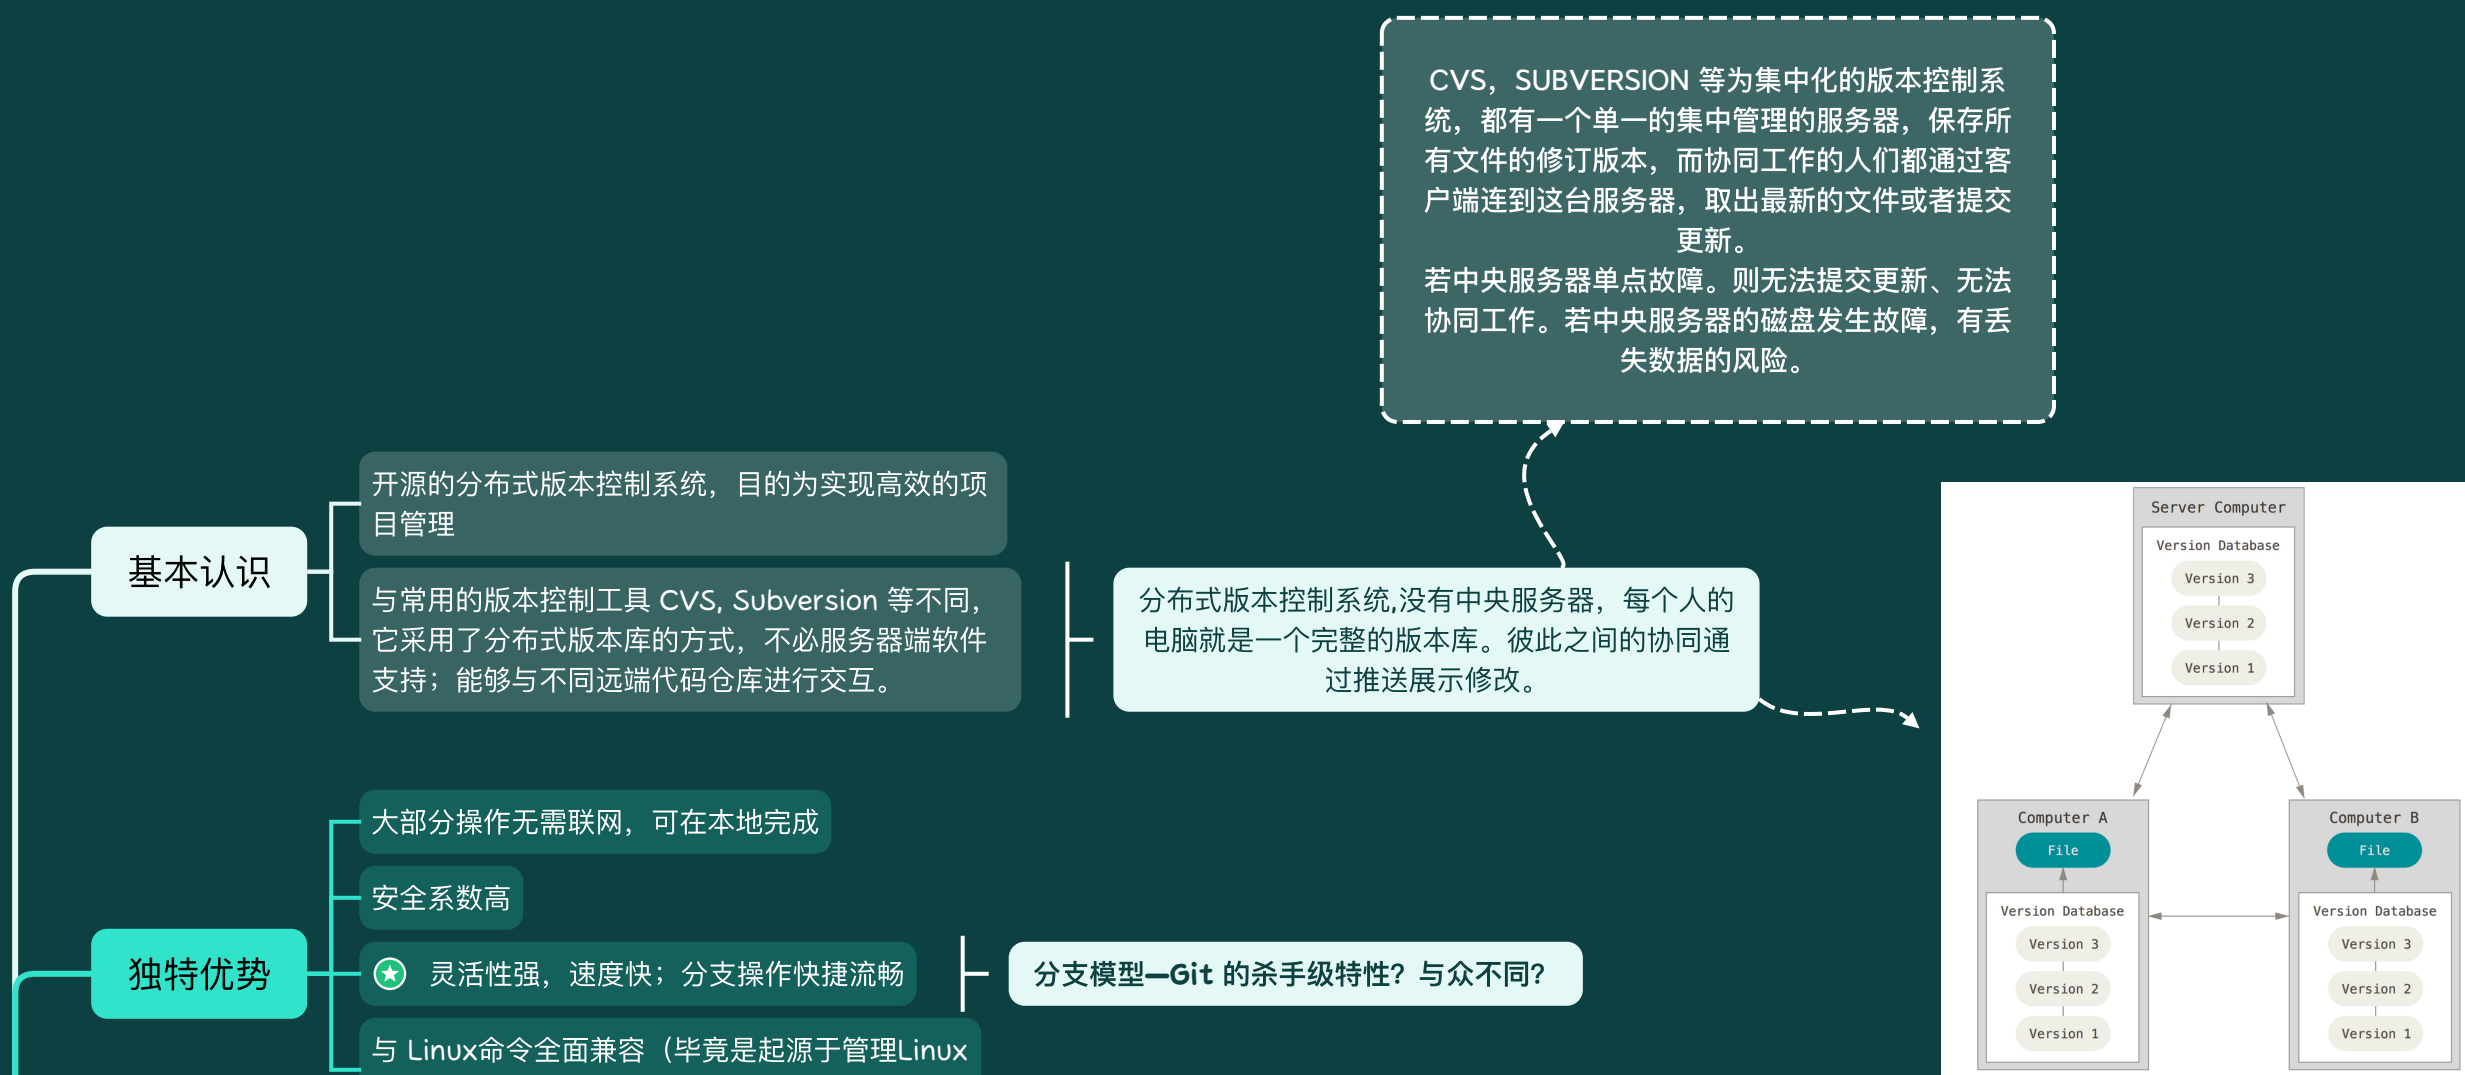 CVS，SUBVERSION 等为集中化的版本控制系
统，都有一个单一的集中管理的服务器，保存所
有文件的修订版本，而协同工作的人们都通过客
户端连到这台服务器，取出最新的文件或者提交
更新。
若中央服务器单点故障。则无法提交更新、无法
协同工作。若中央服务器的磁盘发生故障，有丢
失数据的风险。
基本认识
开源的分布式版本控制系统，目的为实现高效的项
目管理
与常用的版本控制工具 CVS, Subversion 等不同，
它采用了分布式版本库的方式，不必服务器端软件
支持；能够与不同远端代码仓库进行交互。
分布式版本控制系统,没有中央服务器，每个人的
电脑就是一个完整的版本库。彼此之间的协同通
过推送展示修改。
Server Computer
Version Database
Version 3
Version 2
Version 1
Computer A
File
Version Database
Version 3
Version 2
Version 1
Computer B
File
Version Database
Version 3
Version 2
Version 1
独特优势
大部分操作无需联网，可在本地完成
安全系数高
灵活性强，速度快；分支操作快捷流畅
分支模型—Git 的杀手级特性？与众不同？
与 Linux命令全面兼容（毕竟是起源于管理Linux